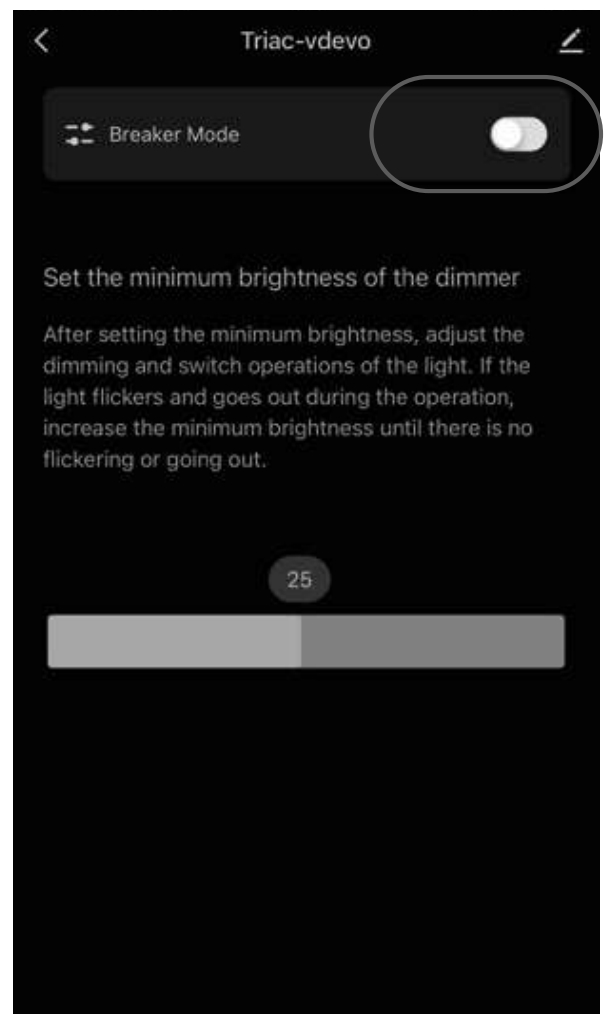 Triac-vdevo
Breaker Mode
Set the minimum brightness of the dimmer
After setting the minimum brightness, adjust the
dimming and switch operations of the light. If the
light flickers and goes out during the operation,
increase the minimum brightness until there is no
flickering or going out.
25